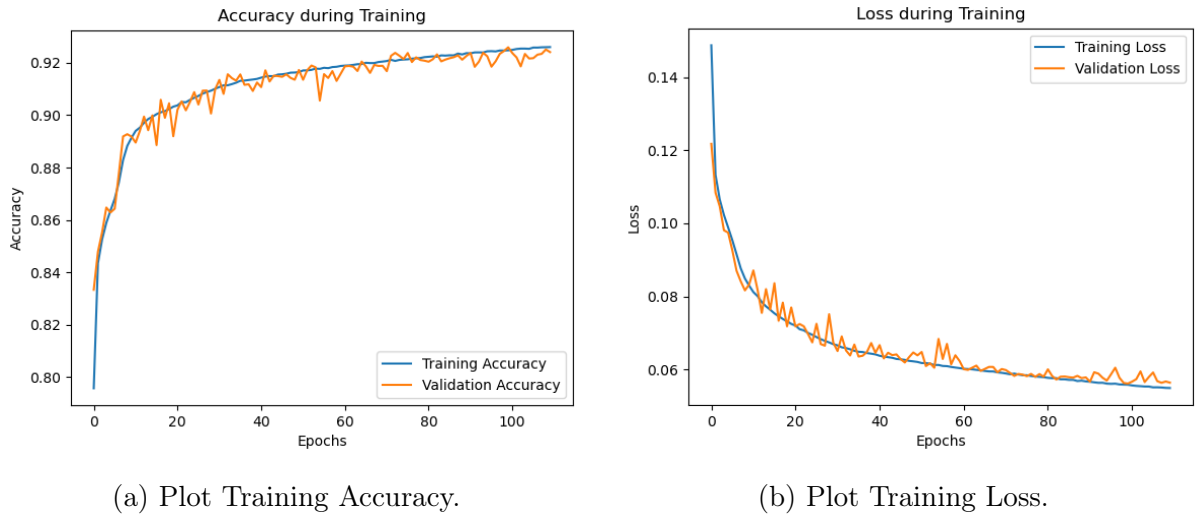 Accuracy during Training
0.92
0.90
0.88
0.86
0.84
0.82
0.80
Accuracy
Training Accuracy
Validation Accuracy
0 20 40 60 80 100
Epochs
(a) Plot Training Accuracy.
Loss during Training
0.14
0.12
0.10
0.08
0.06
Loss
Training Loss
Validation Loss
0 20 40 60 80 100
Epochs
(b) Plot Training Loss.